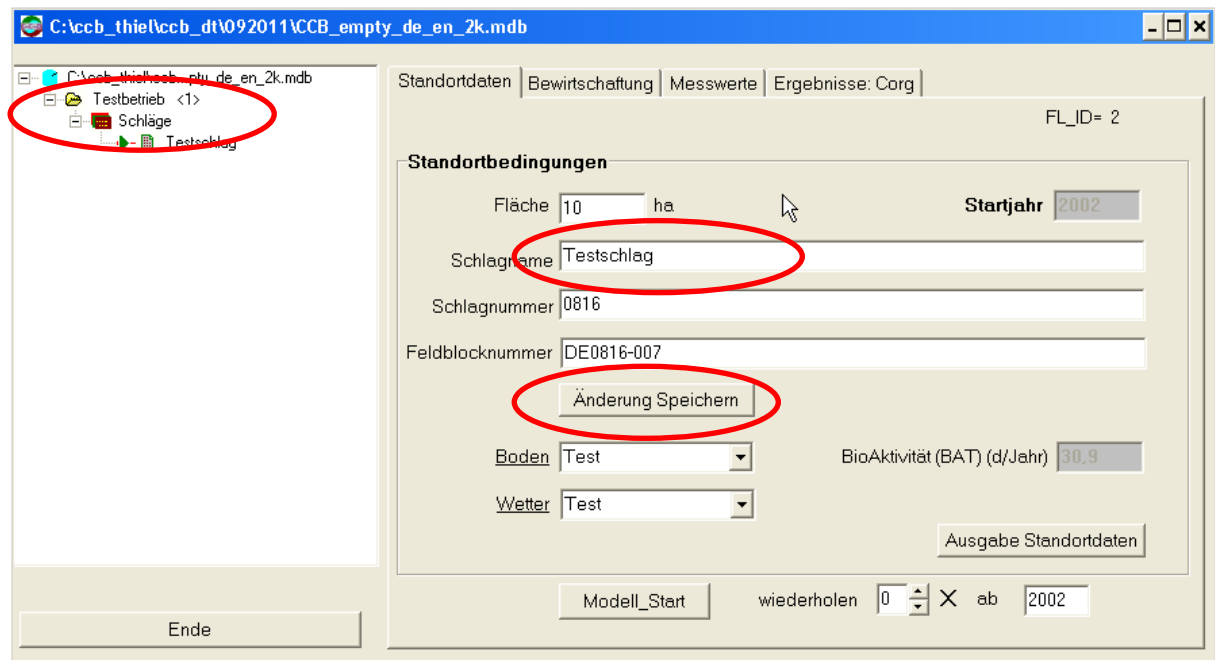 C:\ccb_thiel\ccb_dt\092011\CCB_empty_de_en_2k.mdb
C:\ccb_thiel\ccb...pty_de_en_2k.mdb
Testbetrieb <1>
Schläge
Testschlag
Standortdaten Bewirtschaftung Messwerte Ergebnisse: Corg
FL_ID= 2
Standortbedingungen
Fläche 10 ha Startjahr 2002
Schlagname Testschlag
Schlagnummer 0816
Feldblocknummer DE0816-007
Änderung Speichern
Boden Test BioAktivität (BAT) (d/Jahr) 30,9
Wetter Test
Ausgabe Standortdaten
Modell_Start wiederholen 0 X ab 2002
Ende